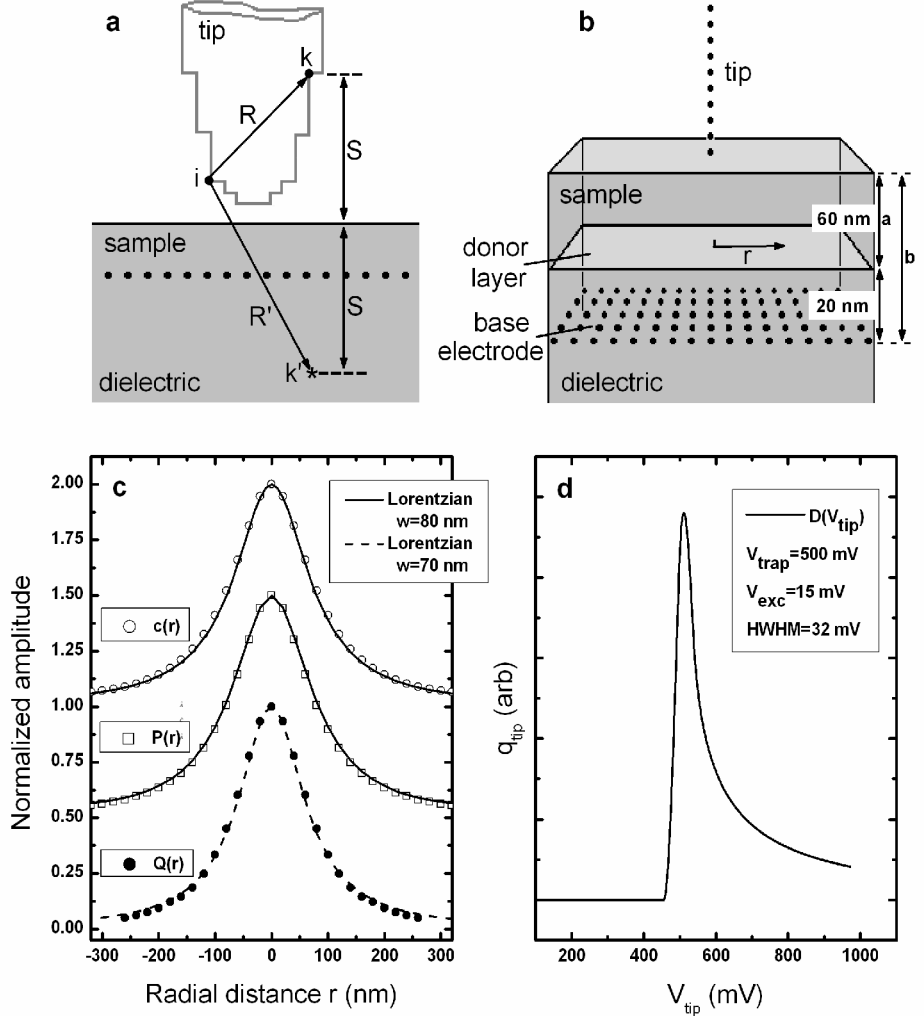 a
tip
k
R
S
i
sample
R'
S
k' *
dielectric
b
tip
sample
60 nm
a
b
donor
layer
r
20 nm
base
electrode
dielectric
c
Lorentzian
w=80 nm
Lorentzian
w=70 nm
c(r)
P(r)
Q(r)
2.00
1.75
1.50
1.25
1.00
0.75
0.50
0.25
0.00
Normalized amplitude
-300 -200 -100 0 100 200 300
Radial distance r (nm)
d
D(V_tip)
V_trap=500 mV
V_exc=15 mV
HWHM=32 mV
q_tip (arb)
200 400 600 800 1000
V_tip (mV)